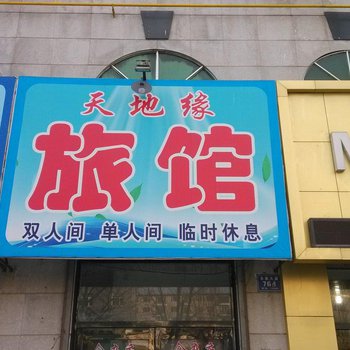 天地缘
旅馆
双人间 单人间 临时休息